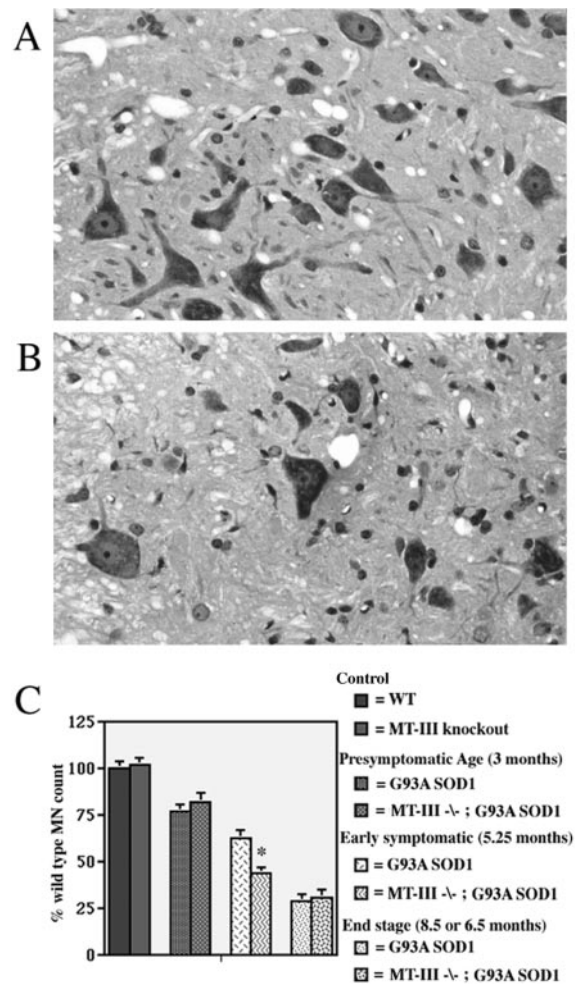 A
B
C
% wild type MN count
125
100
75
50
25
0
*
Control
= WT
= MT-III knockout
Presymptomatic Age (3 months)
= G93A SOD1
= MT-III -\- ; G93A SOD1
Early symptomatic (5.25 months)
= G93A SOD1
= MT-III -\- ; G93A SOD1
End stage (8.5 or 6.5 months)
= G93A SOD1
= MT-III -\- ; G93A SOD1